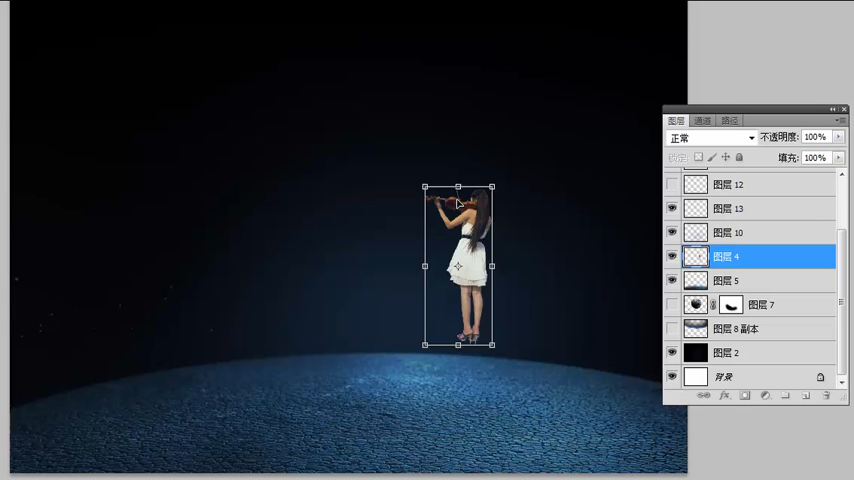 图层 通道 路径
正常 不透明度: 100%
锁定: 填充: 100%
图层 12
图层 13
图层 10
图层 4
图层 5
图层 7
图层 8 副本
图层 2
背景
fx